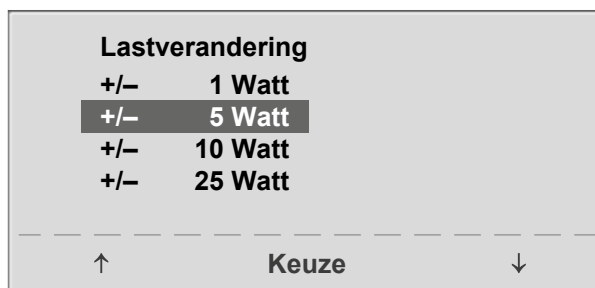 Lastverandering
+/– 1 Watt
+/– 5 Watt
+/– 10 Watt
+/– 25 Watt
↑ Keuze ↓